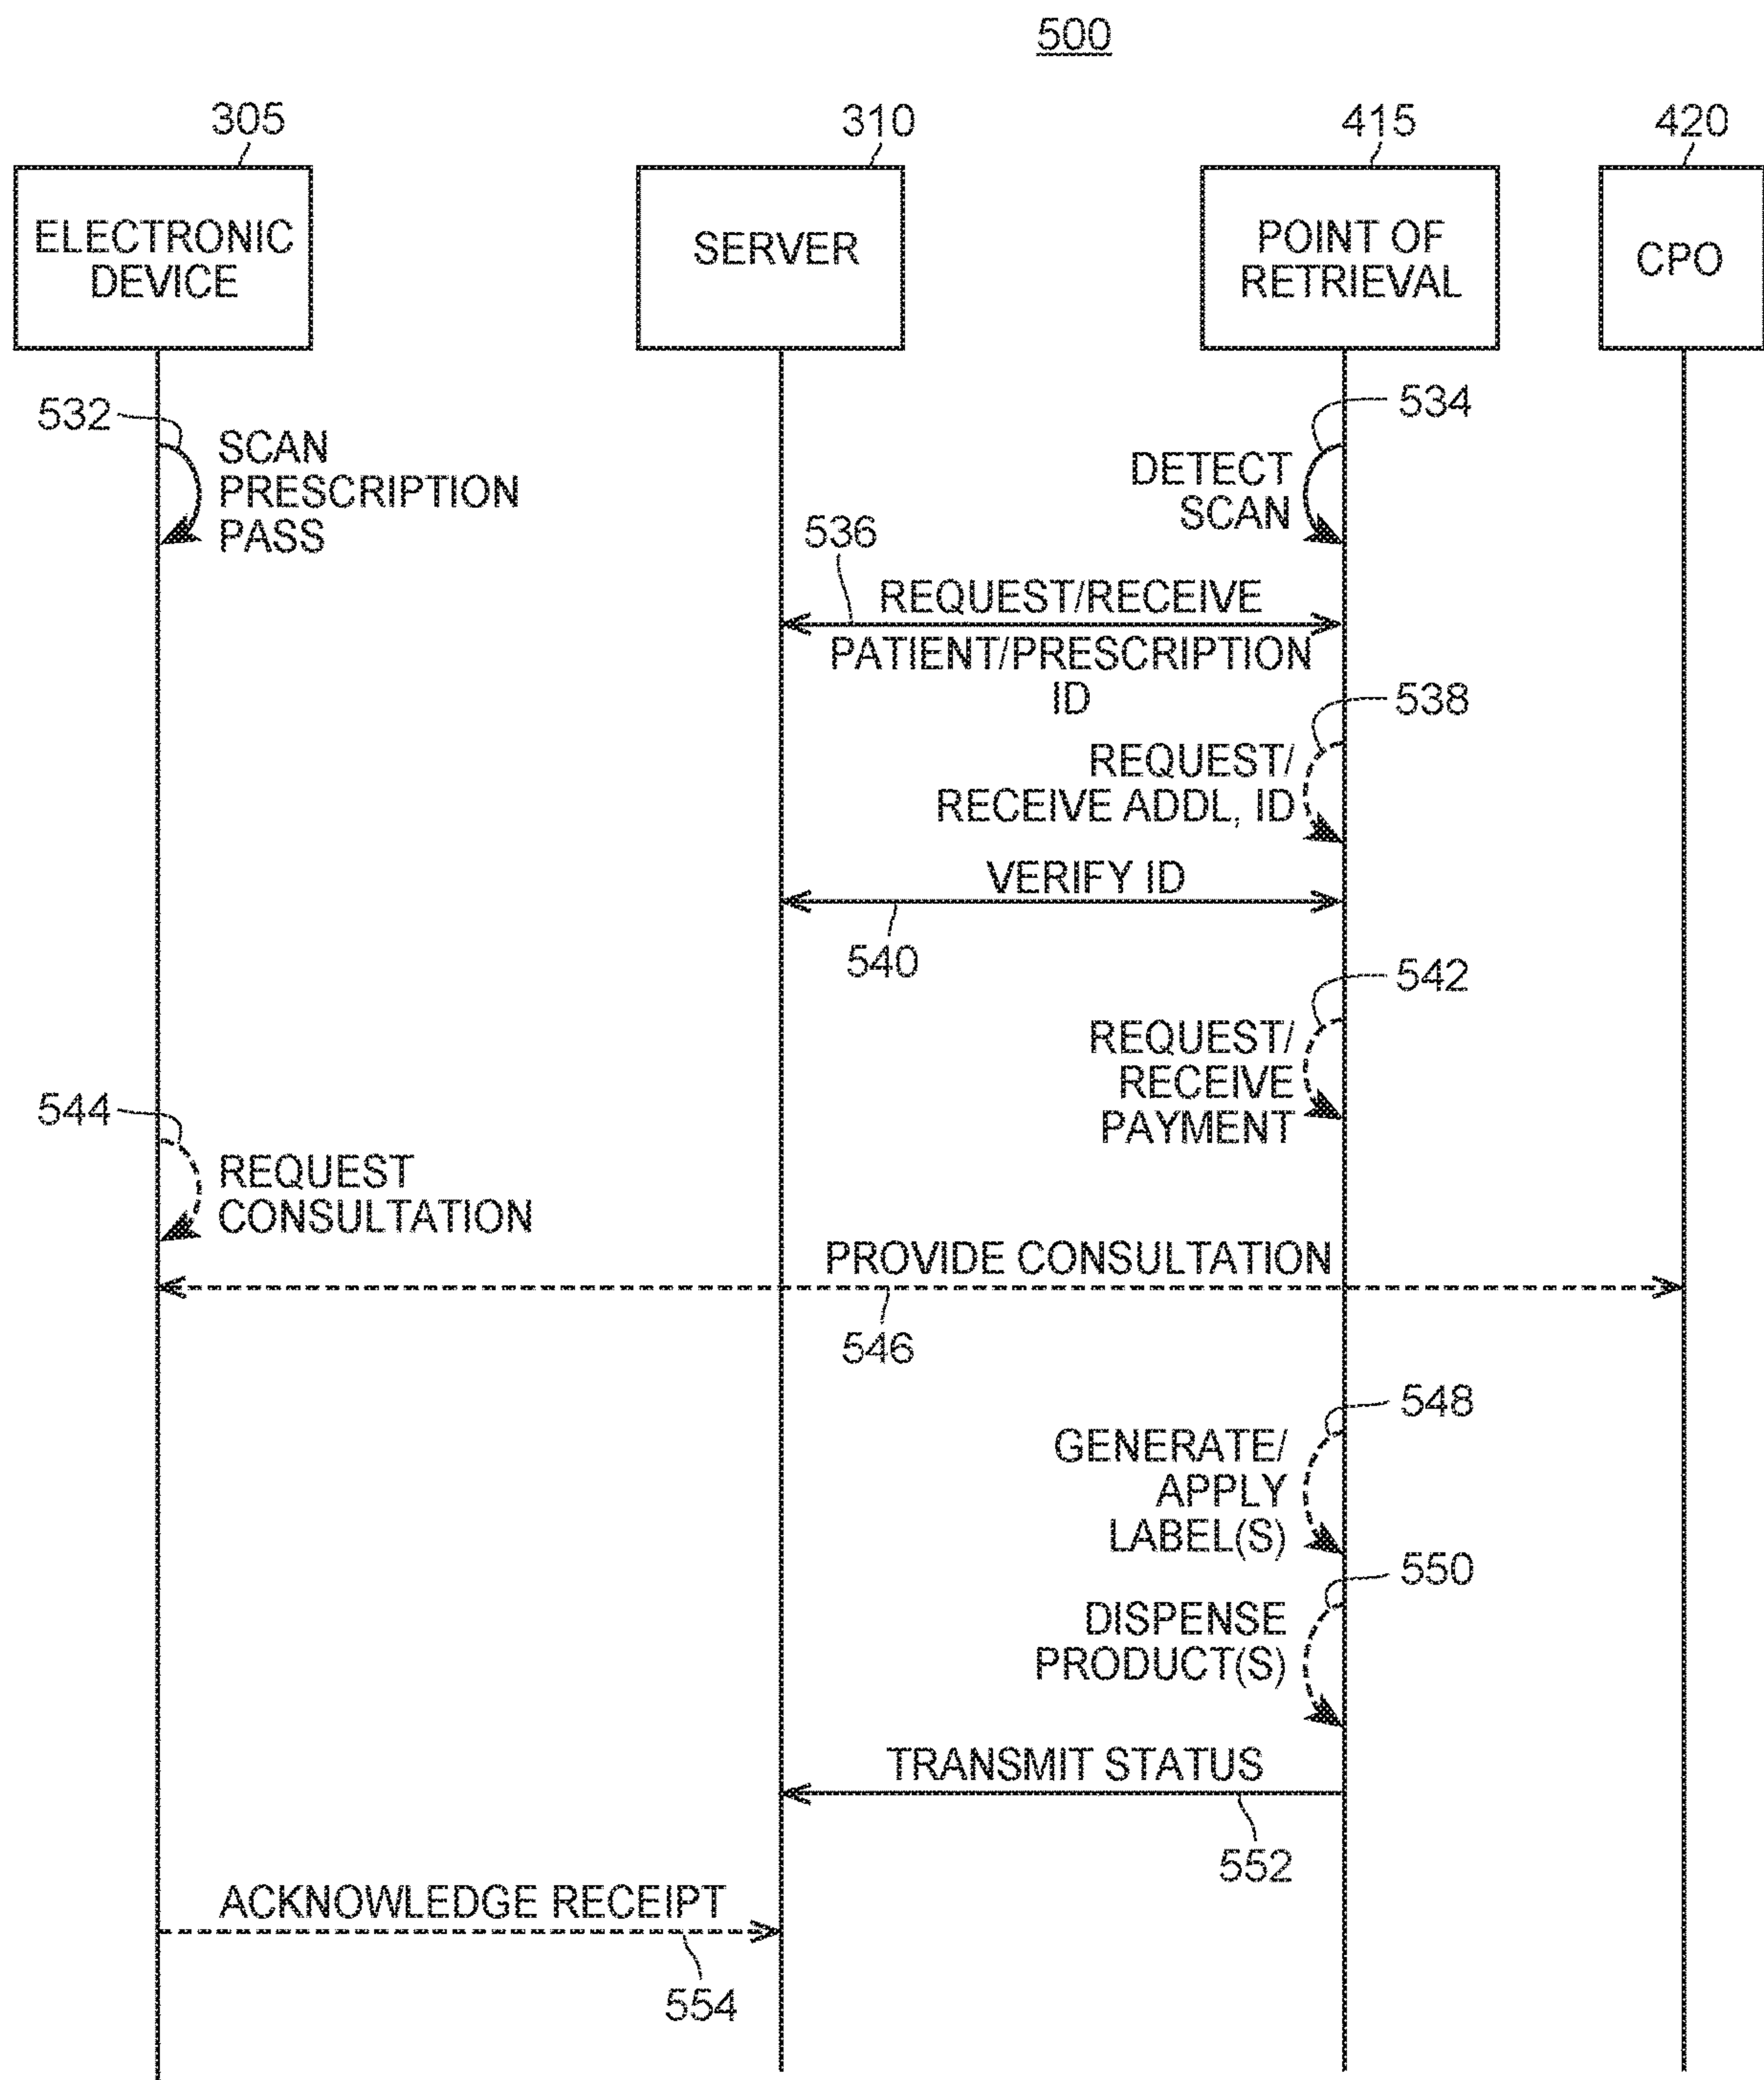 500
305
310
415
420
ELECTRONIC
DEVICE
SERVER
POINT OF
RETRIEVAL
CPO
532
SCAN
PRESCRIPTION
PASS
534
DETECT
SCAN
536
REQUEST/RECEIVE
PATIENT/PRESCRIPTION
ID
538
REQUEST/
RECEIVE ADDL, ID
VERIFY ID
540
542
REQUEST/
RECEIVE
PAYMENT
544
REQUEST
CONSULTATION
PROVIDE CONSULTATION
546
548
GENERATE/
APPLY
LABEL(S)
550
DISPENSE
PRODUCT(S)
TRANSMIT STATUS
552
ACKNOWLEDGE RECEIPT
554